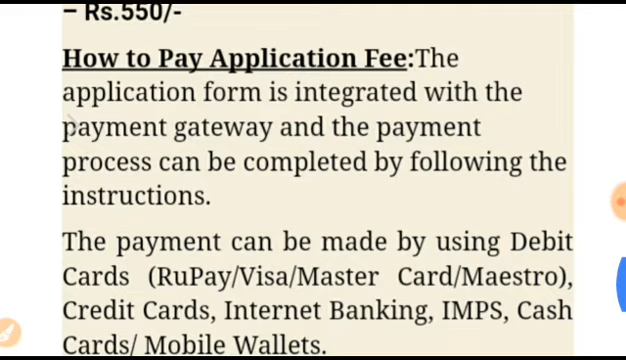 – Rs.550/-
How to Pay Application Fee:The
application form is integrated with the
payment gateway and the payment
process can be completed by following the
instructions.
The payment can be made by using Debit
Cards (RuPay/Visa/Master Card/Maestro),
Credit Cards, Internet Banking, IMPS, Cash
Cards/ Mobile Wallets.